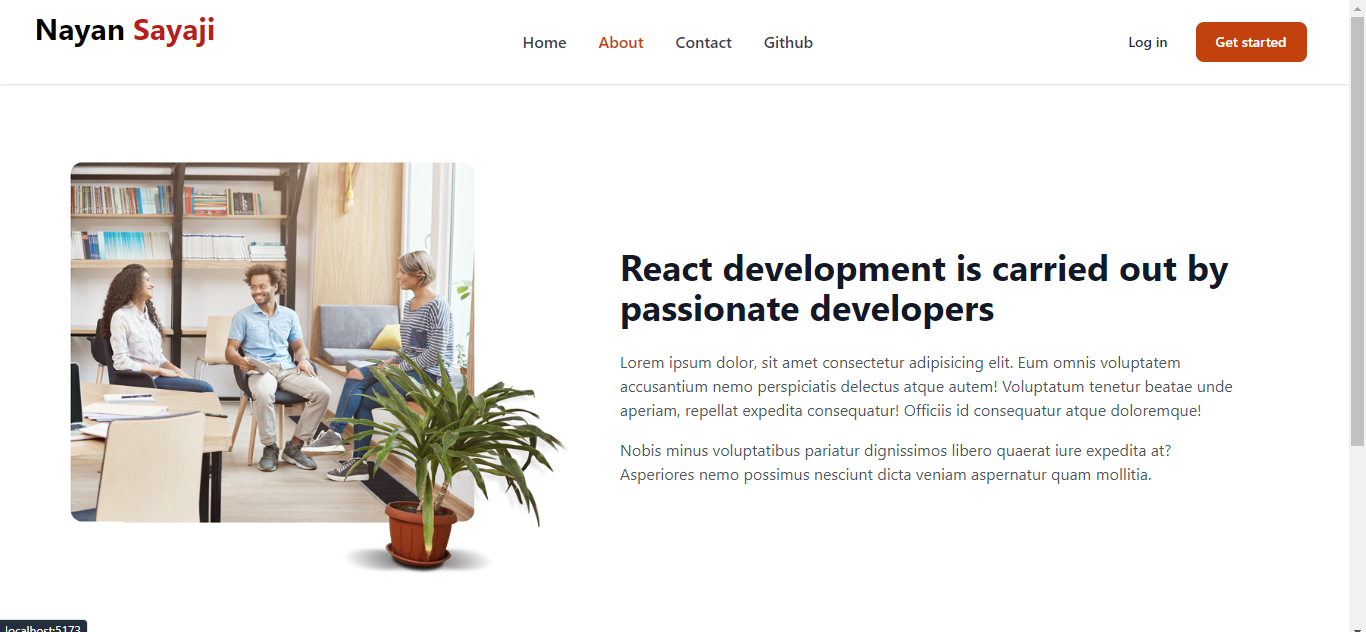 Nayan Sayaji
Home About Contact Github
Log in
Get started
React development is carried out by
passionate developers
Lorem ipsum dolor, sit amet consectetur adipisicing elit. Eum omnis voluptatem
accusantium nemo perspiciatis delectus atque autem! Voluptatum tenetur beatae unde
aperiam, repellat expedita consequatur! Officiis id consequatur atque doloremque!
Nobis minus voluptatibus pariatur dignissimos libero quaerat iure expedita at?
Asperiores nemo possimus nesciunt dicta veniam aspernatur quam mollitia.
localhost:5173